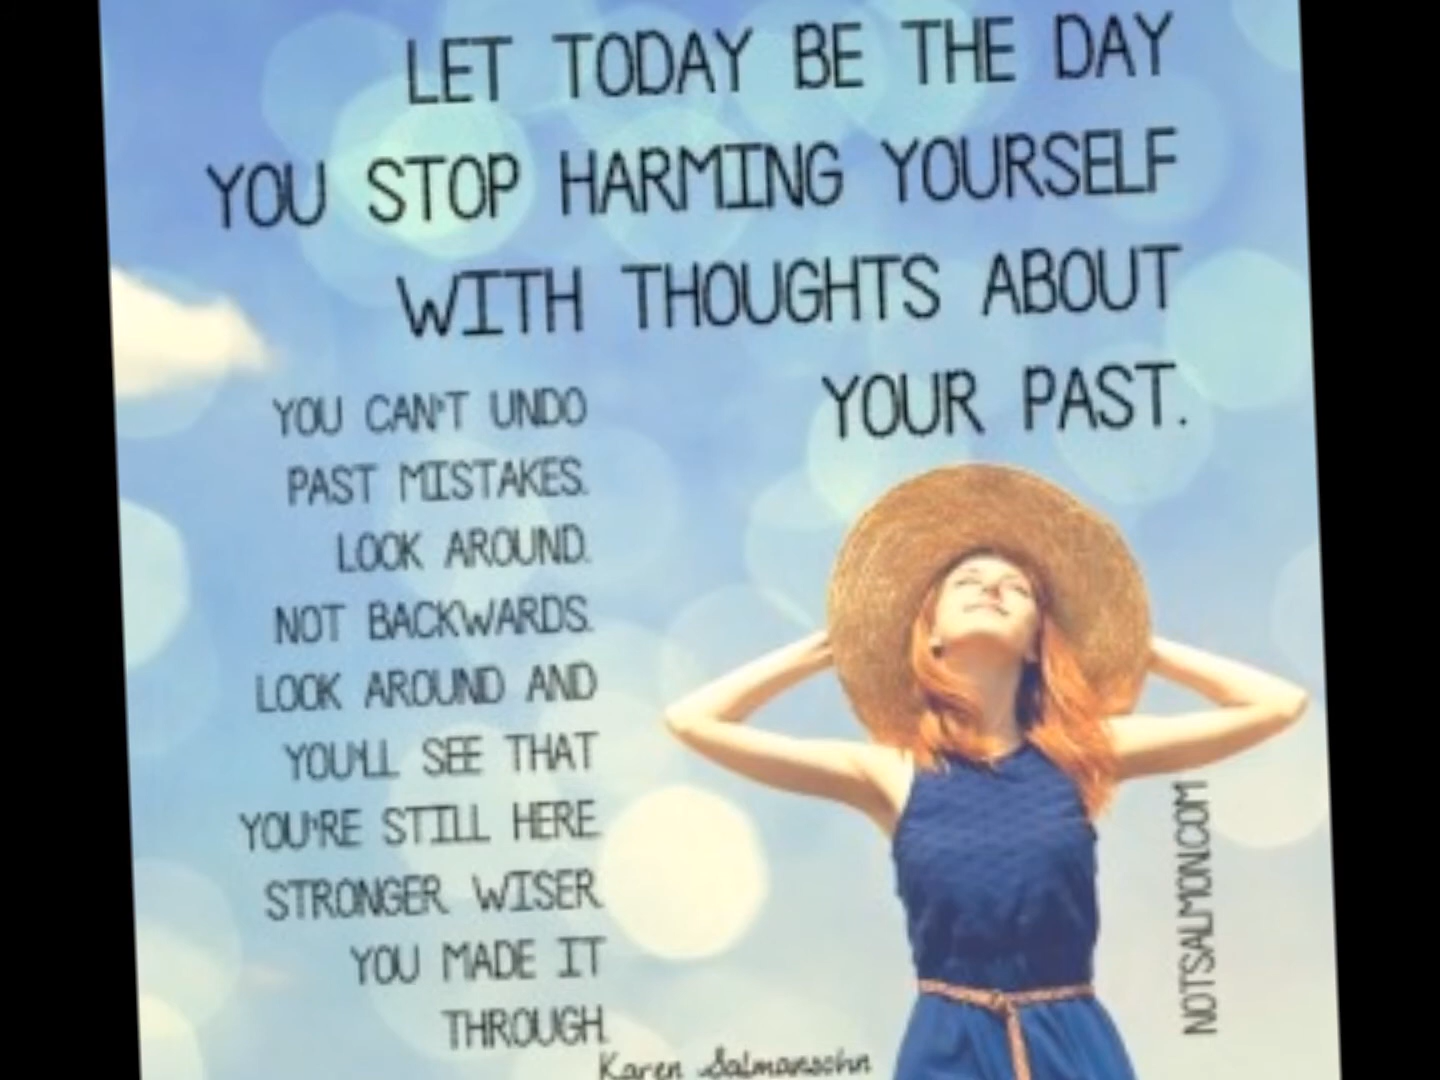 LET TODAY BE THE DAY
YOU STOP HARMING YOURSELF
WITH THOUGHTS ABOUT
YOUR PAST.
YOU CAN'T UNDO
PAST MISTAKES.
LOOK AROUND.
NOT BACKWARDS.
LOOK AROUND AND
YOU'LL SEE THAT
YOU'RE STILL HERE
STRONGER WISER
YOU MADE IT
THROUGH.
Karen Salmansohn
NOTSALMON.COM